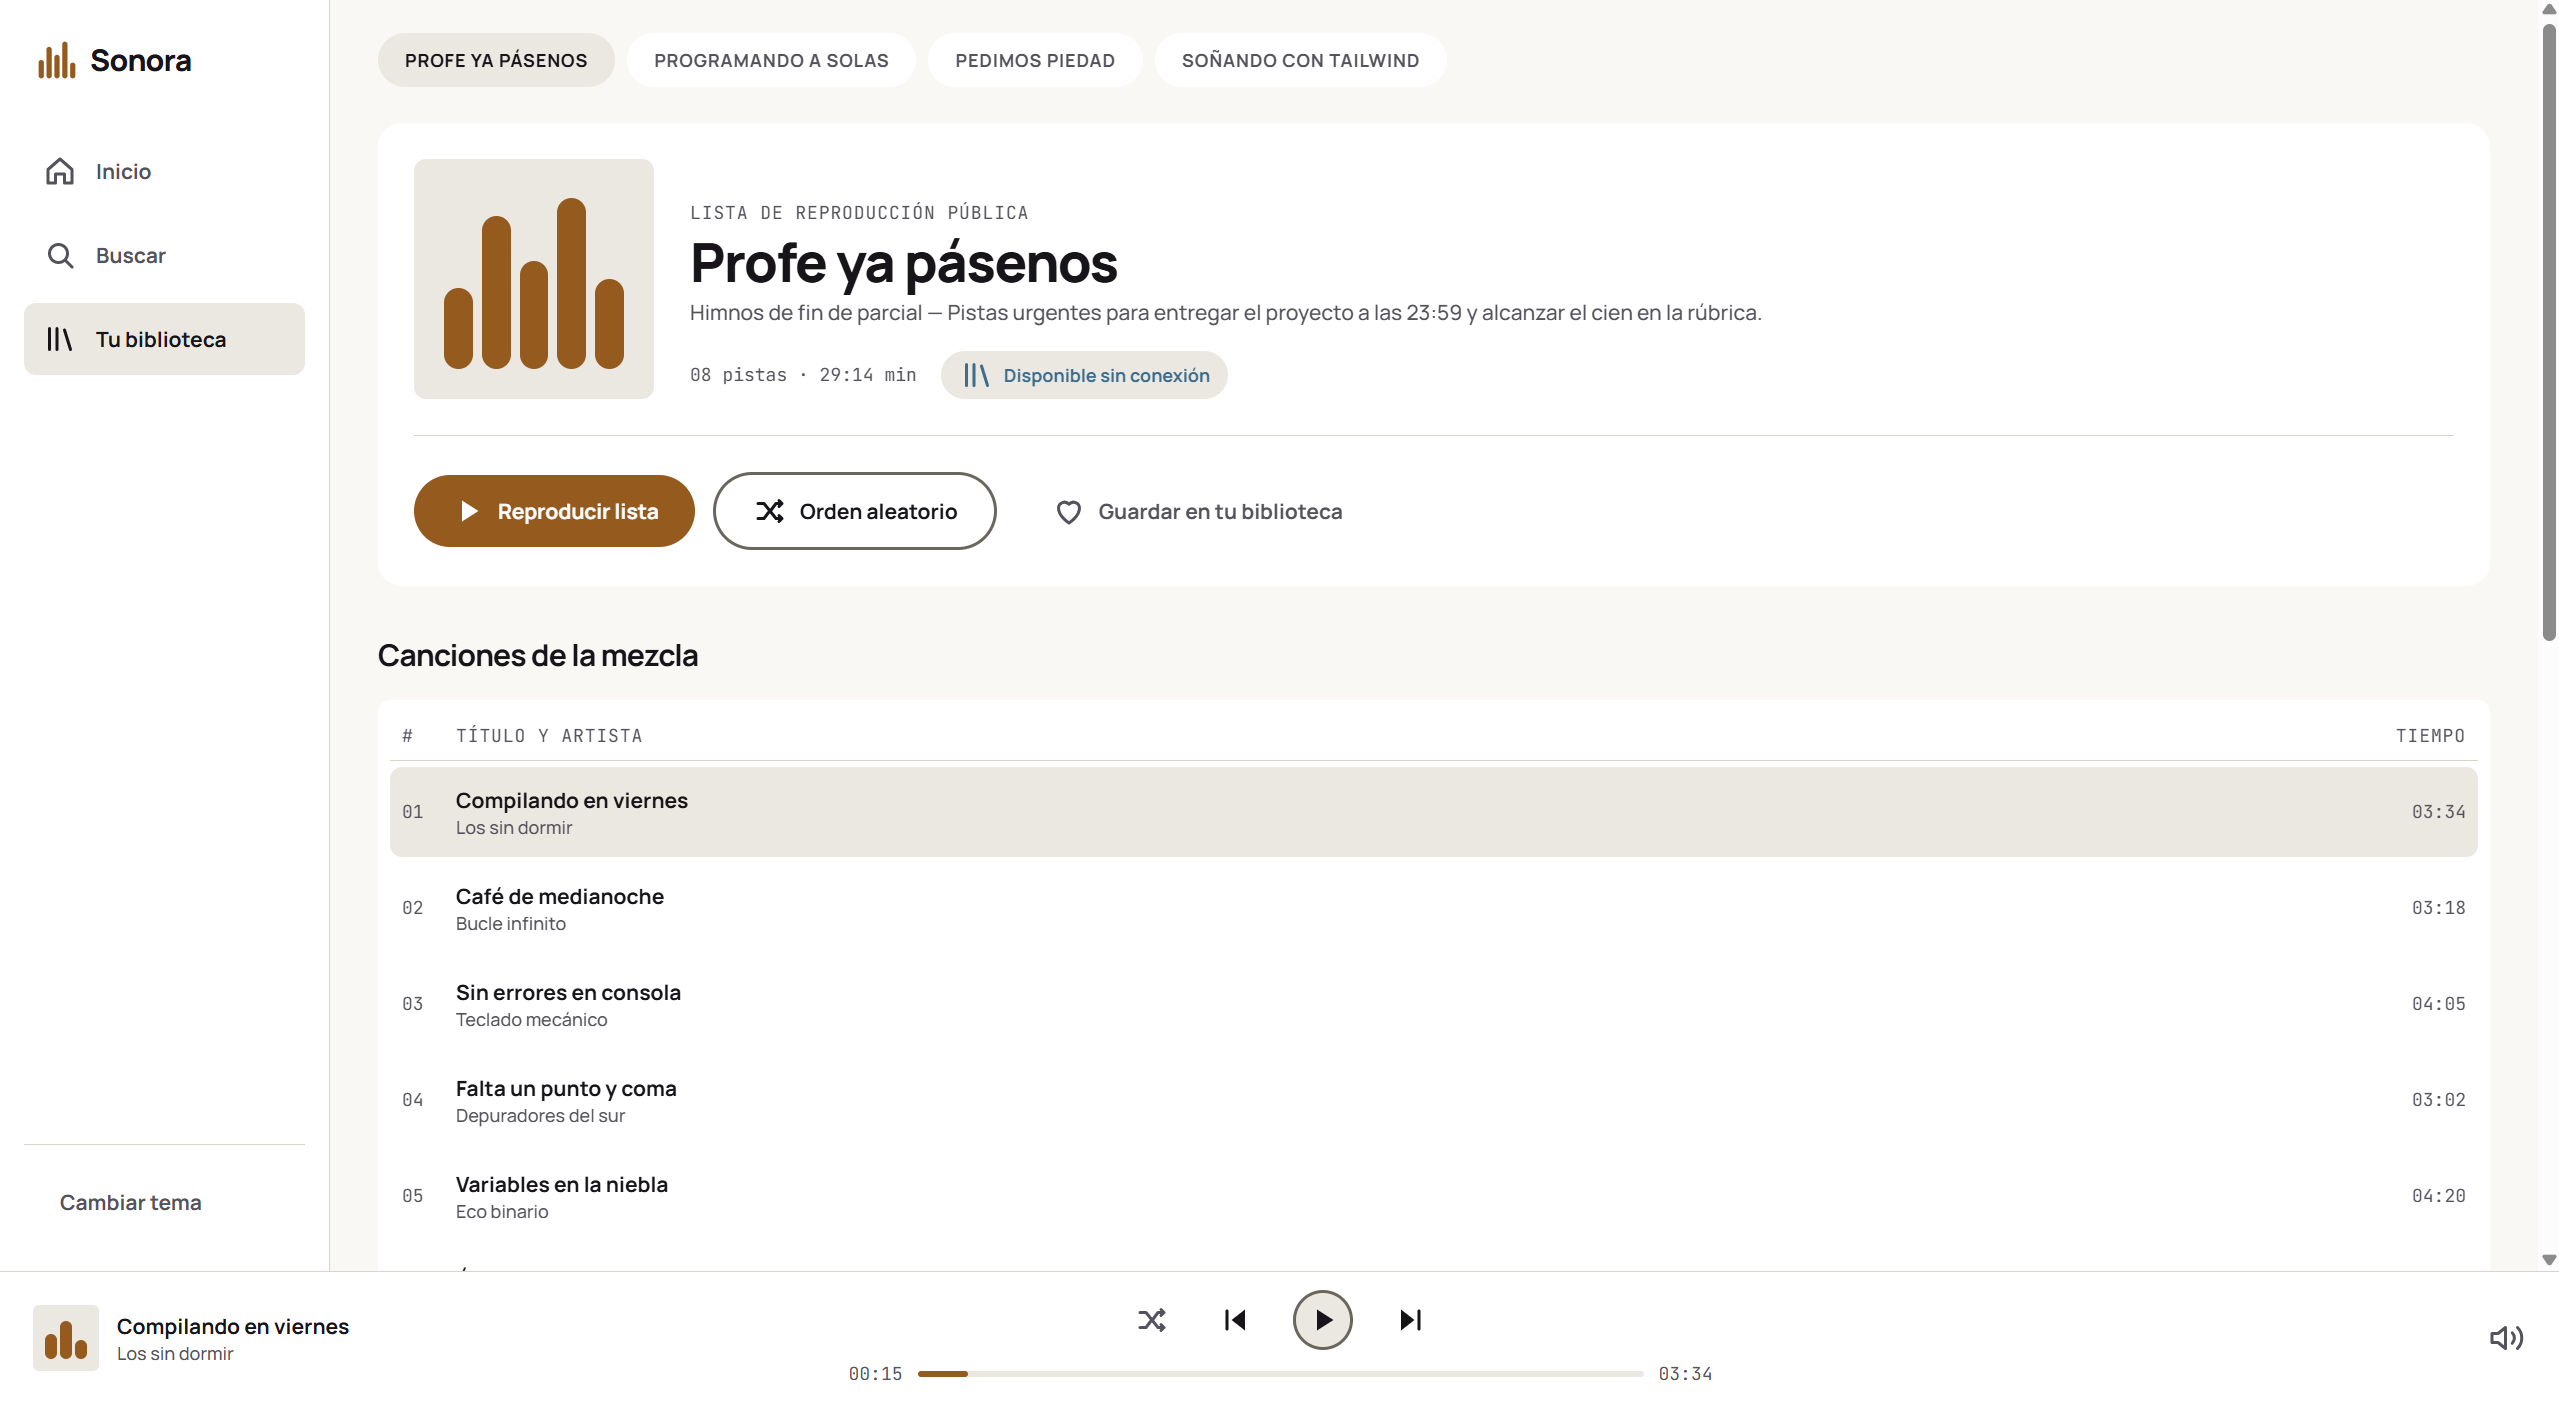 Sonora
Inicio
Buscar
Tu biblioteca
Cambiar tema
PROFE YA PÁSENOS
PROGRAMANDO A SOLAS
PEDIMOS PIEDAD
SOÑANDO CON TAILWIND
LISTA DE REPRODUCCIÓN PÚBLICA
Profe ya pásenos
Himnos de fin de parcial — Pistas urgentes para entregar el proyecto a las 23:59 y alcanzar el cien en la rúbrica.
08 pistas · 29:14 min
Disponible sin conexión
Reproducir lista
Orden aleatorio
Guardar en tu biblioteca
Canciones de la mezcla
# TÍTULO Y ARTISTA TIEMPO
01 Compilando en viernes 03:34
Los sin dormir
02 Café de medianoche 03:18
Bucle infinito
03 Sin errores en consola 04:05
Teclado mecánico
04 Falta un punto y coma 03:02
Depuradores del sur
05 Variables en la niebla 04:20
Eco binario
Compilando en viernes
Los sin dormir
00:15
03:34